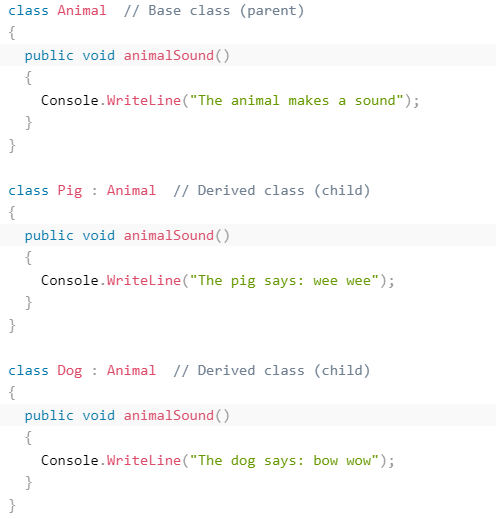 class Animal  // Base class (parent)
{
  public void animalSound()
  {
    Console.WriteLine("The animal makes a sound");
  }
}

class Pig : Animal  // Derived class (child)
{
  public void animalSound()
  {
    Console.WriteLine("The pig says: wee wee");
  }
}

class Dog : Animal  // Derived class (child)
{
  public void animalSound()
  {
    Console.WriteLine("The dog says: bow wow");
  }
}